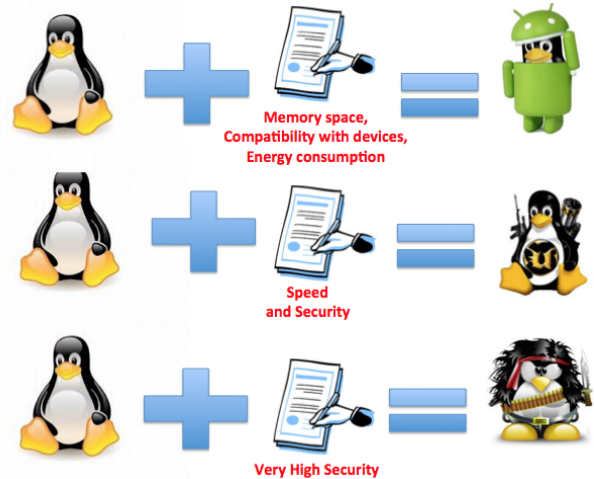 Memory space,
Compatibility with devices,
Energy consumption
Speed
and Security
Very High Security